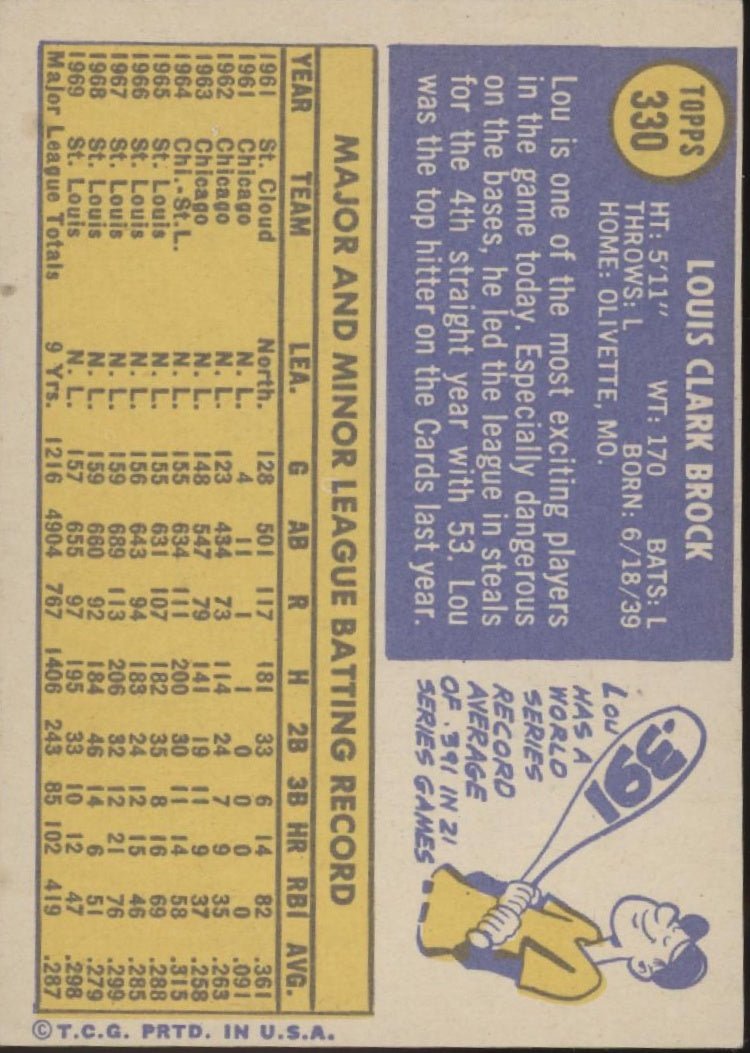 TOPPS
330
LOUIS CLARK BROCK
HT: 5'11" WT: 170 BATS: L
THROWS: L BORN: 6/18/39
HOME: OLIVETTE, MO.
Lou is one of the most exciting players
in the game today. Especially dangerous
on the bases, he led the league in steals
for the 4th straight year with 53. Lou
was the top hitter on the Cards last year.
.391
LOU
HAS A
WORLD
SERIES
RECORD
AVERAGE
OF .391 IN 21
SERIES GAMES
MAJOR AND MINOR LEAGUE BATTING RECORD
YEAR TEAM LEA. G AB R H 2B 3B HR RBI AVG.
1961 St. Cloud North. 128 501 117 181 33 6 14 82 .361
1961 Chicago N. L. 4 11 1 1 0 0 0 0 .091
1962 Chicago N. L. 123 434 73 114 24 7 9 35 .263
1963 Chicago N. L. 148 547 79 141 19 11 9 37 .258
1964 Chi.-St.L. N. L. 155 634 111 200 30 11 14 58 .315
1965 St. Louis N. L. 155 631 107 182 35 8 16 69 .288
1966 St. Louis N. L. 156 643 94 183 24 12 15 46 .285
1967 St. Louis N. L. 159 689 113 206 32 12 21 76 .299
1968 St. Louis N. L. 159 660 92 184 46 14 6 51 .279
1969 St. Louis N. L. 157 655 97 195 33 10 12 47 .298
Major League Totals 9 Yrs. 1216 4904 767 1406 243 85 102 419 .287
© T.C.G. PRTD. IN U.S.A.